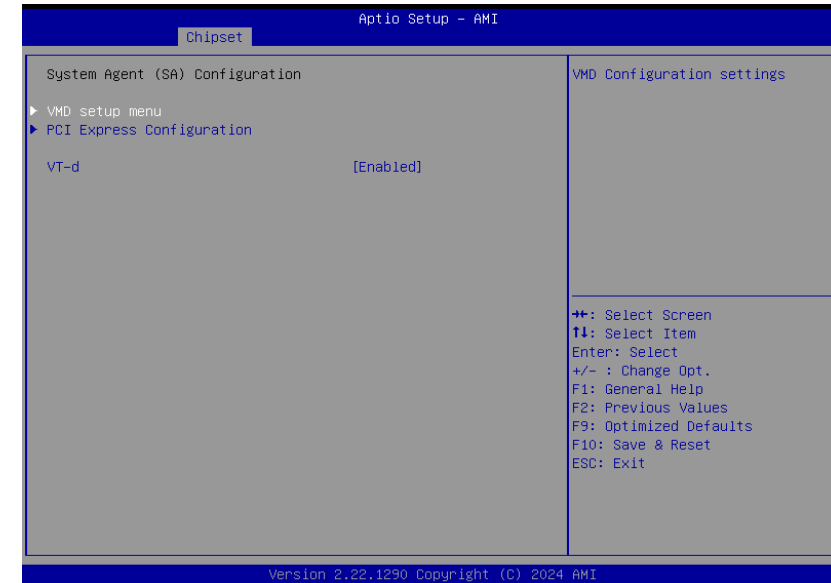 Aptio Setup – AMI
Chipset
System Agent (SA) Configuration
▶ VMD setup menu
▶ PCI Express Configuration
VT-d [Enabled]
VMD Configuration settings
→←: Select Screen
↑↓: Select Item
Enter: Select
+/- : Change Opt.
F1: General Help
F2: Previous Values
F9: Optimized Defaults
F10: Save & Reset
ESC: Exit
Version 2.22.1290 Copyright (C) 2024 AMI